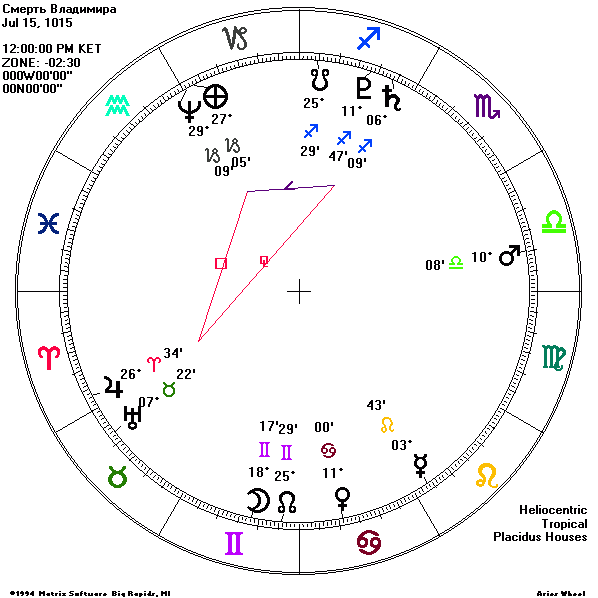 Смерть Владимира
Jul 15, 1015
12:00:00 PM KET
ZONE: -02:30
000W00'00"
00N00'00"
29° 27° 25° 11° 06°
09' 05' 29' 47' 09'
08' 10°
26° 34'
07° 22'
17' 29' 00' 43'
18° 25° 11° 03°
Heliocentric
Tropical
Placidus Houses
©1994 Matrix Software Big Rapids, MI
Aries Wheel